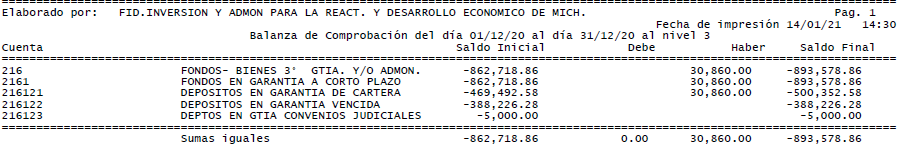 Elaborado por: FID.INVERSION Y ADMON PARA LA REACT. Y DESARROLLO ECONOMICO DE MICH. Pag. 1
Fecha de impresión 14/01/21 14:30
Balanza de Comprobación del día 01/12/20 al día 31/12/20 al nivel 3
Cuenta Saldo Inicial Debe Haber Saldo Final
216 FONDOS- BIENES 3° GTIA. Y/O ADMON. -862,718.86 30,860.00 -893,578.86
2161 FONDOS EN GARANTIA A CORTO PLAZO -862,718.86 30,860.00 -893,578.86
216121 DEPOSITOS EN GARANTIA DE CARTERA -469,492.58 30,860.00 -500,352.58
216122 DEPOSITOS EN GARANTIA VENCIDA -388,226.28 -388,226.28
216123 DEPTOS EN GTIA CONVENIOS JUDICIALES -5,000.00 -5,000.00
Sumas iguales -862,718.86 0.00 30,860.00 -893,578.86